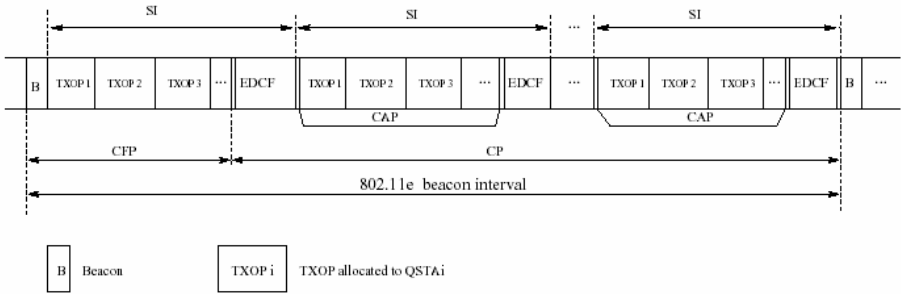 SI SI ... SI
B TXOP 1 TXOP 2 TXOP 3 ... EDCF TXOP 1 TXOP 2 TXOP 3 ... EDCF ... TXOP 1 TXOP 2 TXOP 3 ... EDCF B ...
CAP CAP
CFP CP
802.11e beacon interval
B Beacon TXOP i TXOP allocated to QSTAi